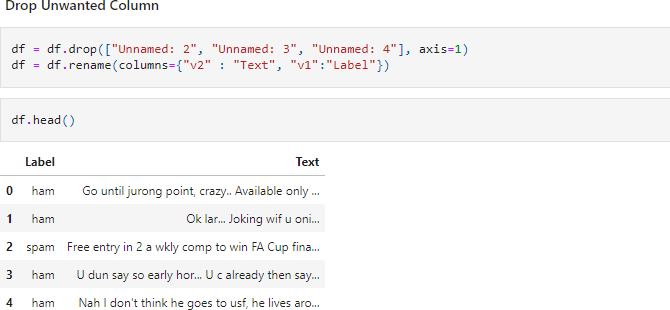 Drop Unwanted Column
df = df.drop(["Unnamed: 2", "Unnamed: 3", "Unnamed: 4"], axis=1)
df = df.rename(columns={"v2" : "Text", "v1":"Label"})
df.head()
Label Text
0 ham Go until jurong point, crazy.. Available only ...
1 ham Ok lar... Joking wif u oni...
2 spam Free entry in 2 a wkly comp to win FA Cup fina...
3 ham U dun say so early hor... U c already then say...
4 ham Nah I don't think he goes to usf, he lives aro...